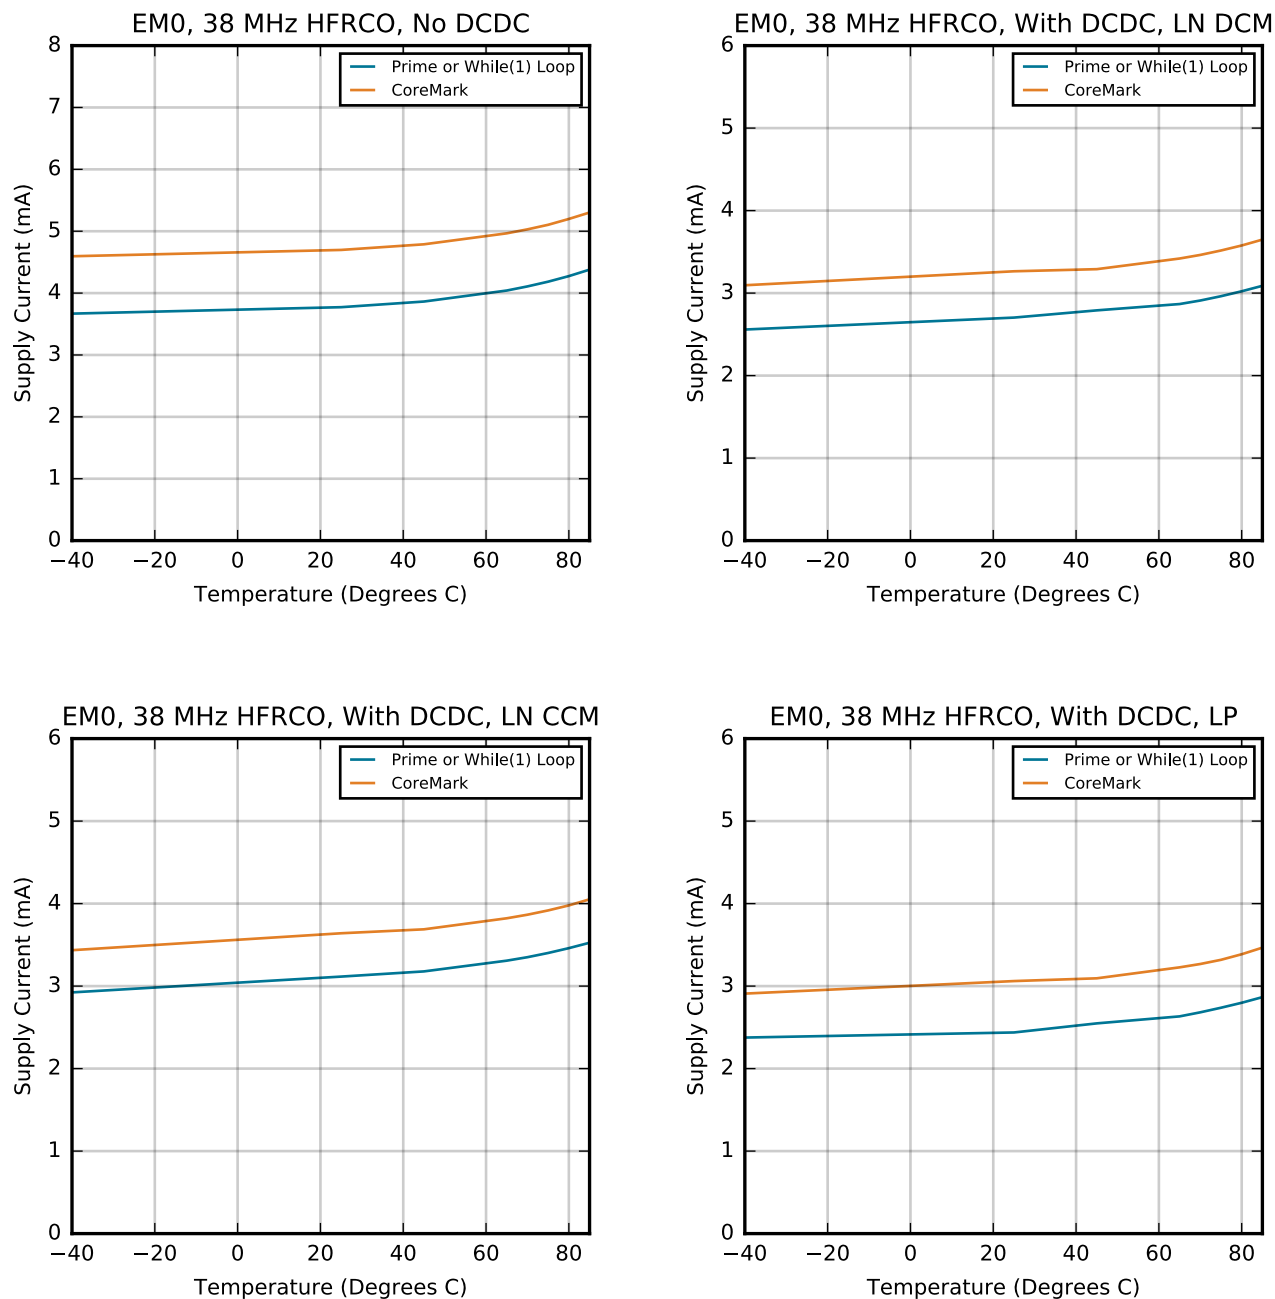 EM0, 38 MHz HFRCO, No DCDC
8
7
6
5
4
3
2
1
0
Supply Current (mA)
Prime or While(1) Loop
CoreMark
−40 −20 0 20 40 60 80
Temperature (Degrees C)
EM0, 38 MHz HFRCO, With DCDC, LN DCM
6
5
4
3
2
1
0
Supply Current (mA)
Prime or While(1) Loop
CoreMark
−40 −20 0 20 40 60 80
Temperature (Degrees C)
EM0, 38 MHz HFRCO, With DCDC, LN CCM
6
5
4
3
2
1
0
Supply Current (mA)
Prime or While(1) Loop
CoreMark
−40 −20 0 20 40 60 80
Temperature (Degrees C)
EM0, 38 MHz HFRCO, With DCDC, LP
6
5
4
3
2
1
0
Supply Current (mA)
Prime or While(1) Loop
CoreMark
−40 −20 0 20 40 60 80
Temperature (Degrees C)